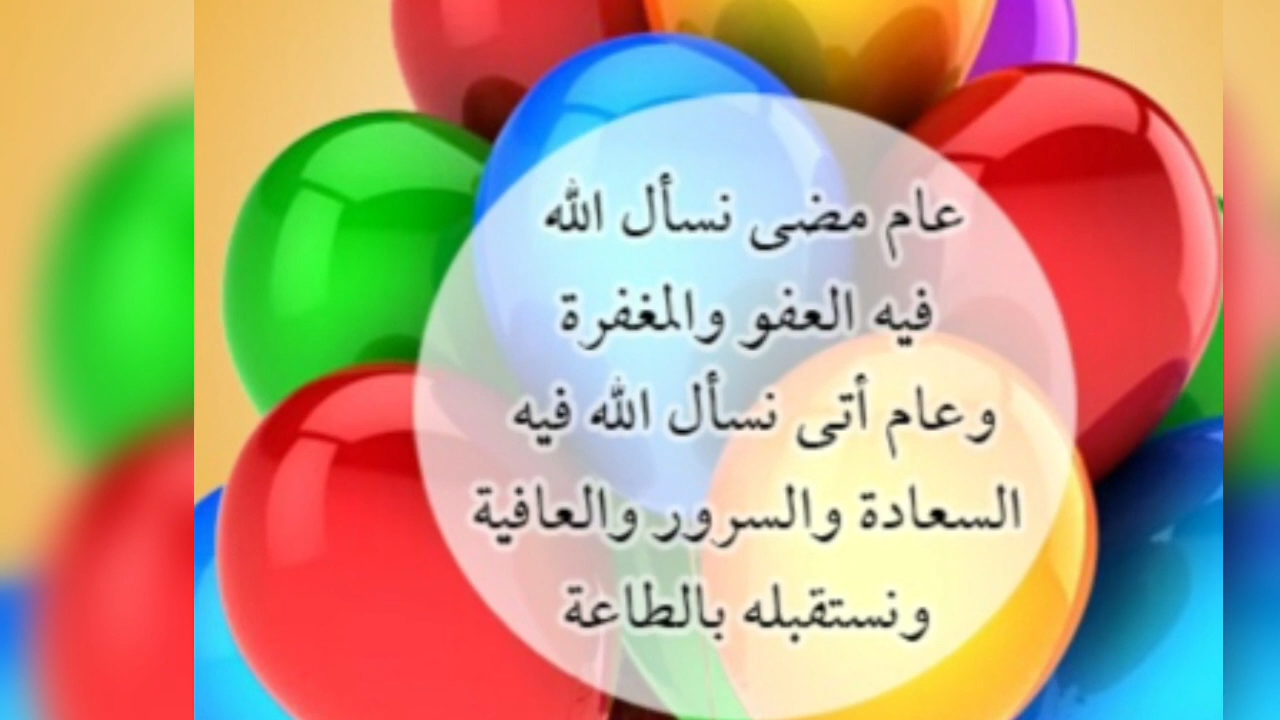 عام مضى نسأل الله
فيه العفو والمغفرة
وعام أتى نسأل الله فيه
السعادة والسرور والعافية
ونستقبله بالطاعة